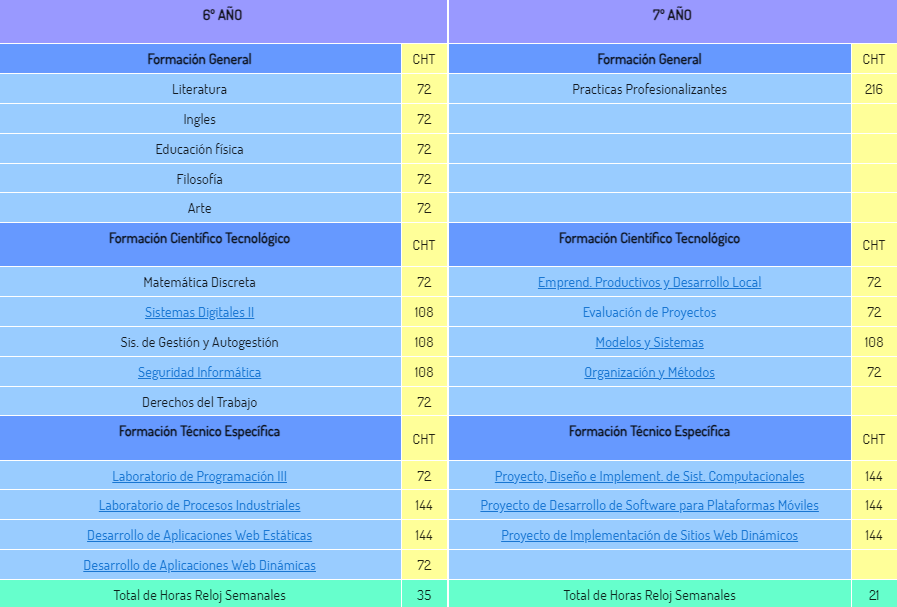 6º AÑO 7º AÑO
Formación General CHT Formación General CHT
Literatura 72 Practicas Profesionalizantes 216
Ingles 72
Educación física 72
Filosofía 72
Arte 72
Formación Científico Tecnológico CHT Formación Científico Tecnológico CHT
Matemática Discreta 72 Emprend. Productivos y Desarrollo Local 72
Sistemas Digitales II 108 Evaluación de Proyectos 72
Sis. de Gestión y Autogestión 108 Modelos y Sistemas 108
Seguridad Informática 108 Organización y Métodos 72
Derechos del Trabajo 72
Formación Técnico Específica CHT Formación Técnico Específica CHT
Laboratorio de Programación III 72 Proyecto, Diseño e Implement. de Sist. Computacionales 144
Laboratorio de Procesos Industriales 144 Proyecto de Desarrollo de Software para Plataformas Móviles 144
Desarrollo de Aplicaciones Web Estáticas 144 Proyecto de Implementación de Sitios Web Dinámicos 144
Desarrollo de Aplicaciones Web Dinámicas 72
Total de Horas Reloj Semanales 35 Total de Horas Reloj Semanales 21